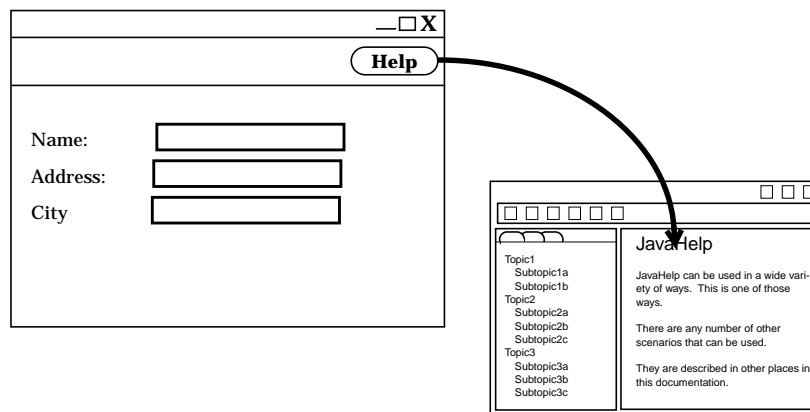 X
Help
Name:
Address:
City
JavaHelp
Topic1
Subtopic1a
Subtopic1b
Topic2
Subtopic2a
Subtopic2b
Subtopic2c
Topic3
Subtopic3a
Subtopic3b
Subtopic3c
JavaHelp can be used in a wide vari-
ety of ways. This is one of those
ways.
There are any number of other
scenarios that can be used.
They are described in other places in
this documentation.